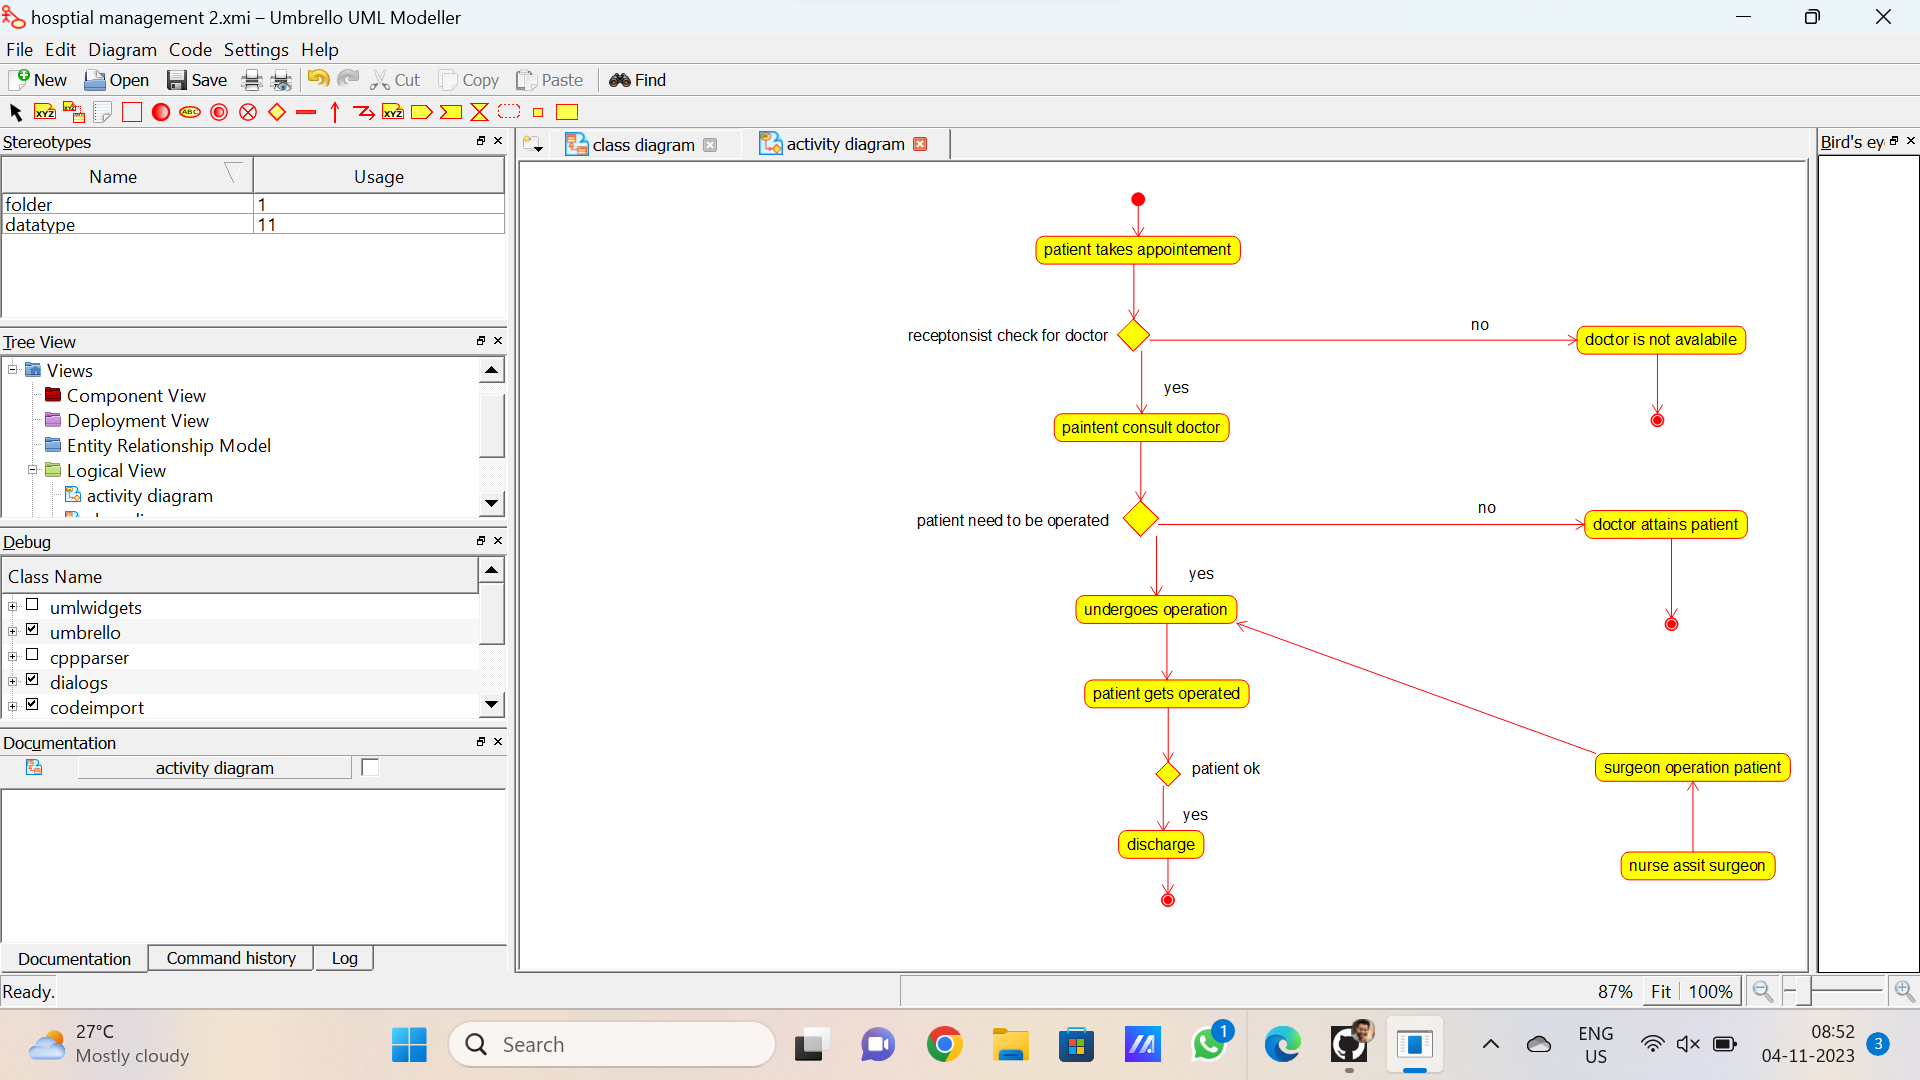 hosptial management 2.xmi – Umbrello UML Modeller
File Edit Diagram Code Settings Help
New Open Save Cut Copy Paste Find
Stereotypes
Name Usage
folder 1
datatype 11
Tree View
Views
Component View
Deployment View
Entity Relationship Model
Logical View
activity diagram
Debug
Class Name
umlwidgets
umbrello
cppparser
dialogs
codeimport
Documentation
activity diagram
Documentation Command history Log
class diagram activity diagram
patient takes appointement
receptonsist check for doctor
no
doctor is not avalabile
yes
paintent consult doctor
patient need to be operated
no
doctor attains patient
yes
undergoes operation
patient gets operated
patient ok
surgeon operation patient
yes
discharge
nurse assit surgeon
Bird's ey
Ready.
87% Fit 100%
27°C
Mostly cloudy
Search
1
ENG
US
08:52
04-11-2023
3